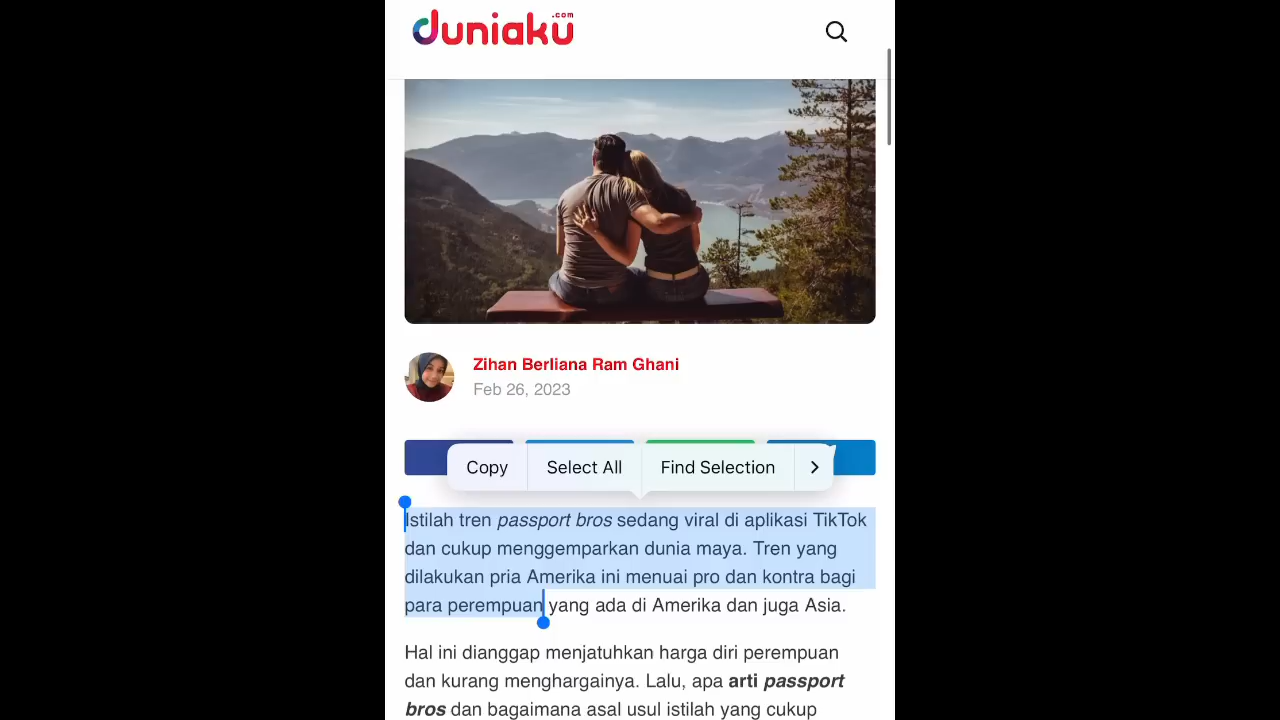 duniaku.com
Zihan Berliana Ram Ghani
Feb 26, 2023
Copy Select All Find Selection
Istilah tren passport bros sedang viral di aplikasi TikTok
dan cukup menggemparkan dunia maya. Tren yang
dilakukan pria Amerika ini menuai pro dan kontra bagi
para perempuan yang ada di Amerika dan juga Asia.
Hal ini dianggap menjatuhkan harga diri perempuan
dan kurang menghargainya. Lalu, apa arti passport
bros dan bagaimana asal usul istilah yang cukup